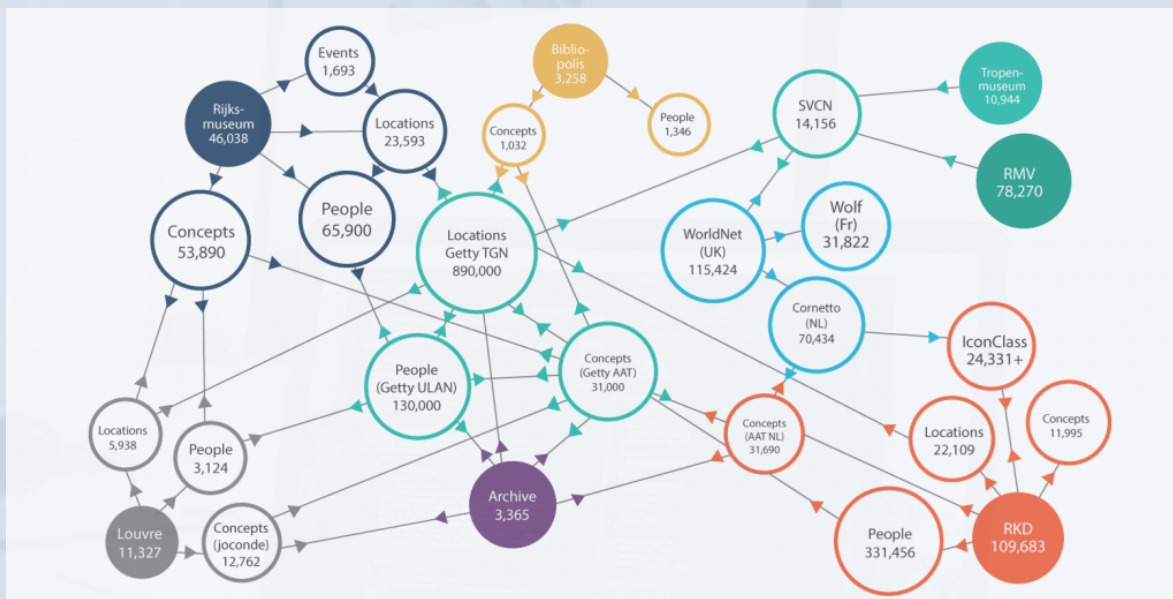 Events
1,693
Biblio-
polis
3,258
Tropen-
museum
10,944
Rijks-
museum
46,038
Locations
23,593
Concepts
1,032
People
1,346
SVCN
14,156
RMV
78,270
People
65,900
Concepts
53,890
Locations
Getty TGN
890,000
WorldNet
(UK)
115,424
Wolf
(Fr)
31,822
Cornetto
(NL)
70,434
IconClass
24,331+
People
(Getty ULAN)
130,000
Concepts
(Getty AAT)
31,000
Locations
5,938
People
3,124
Concepts
(AAT NL)
31,690
Locations
22,109
Concepts
11,995
Archive
3,365
Louvre
11,327
Concepts
(joconde)
12,762
People
331,456
RKD
109,683